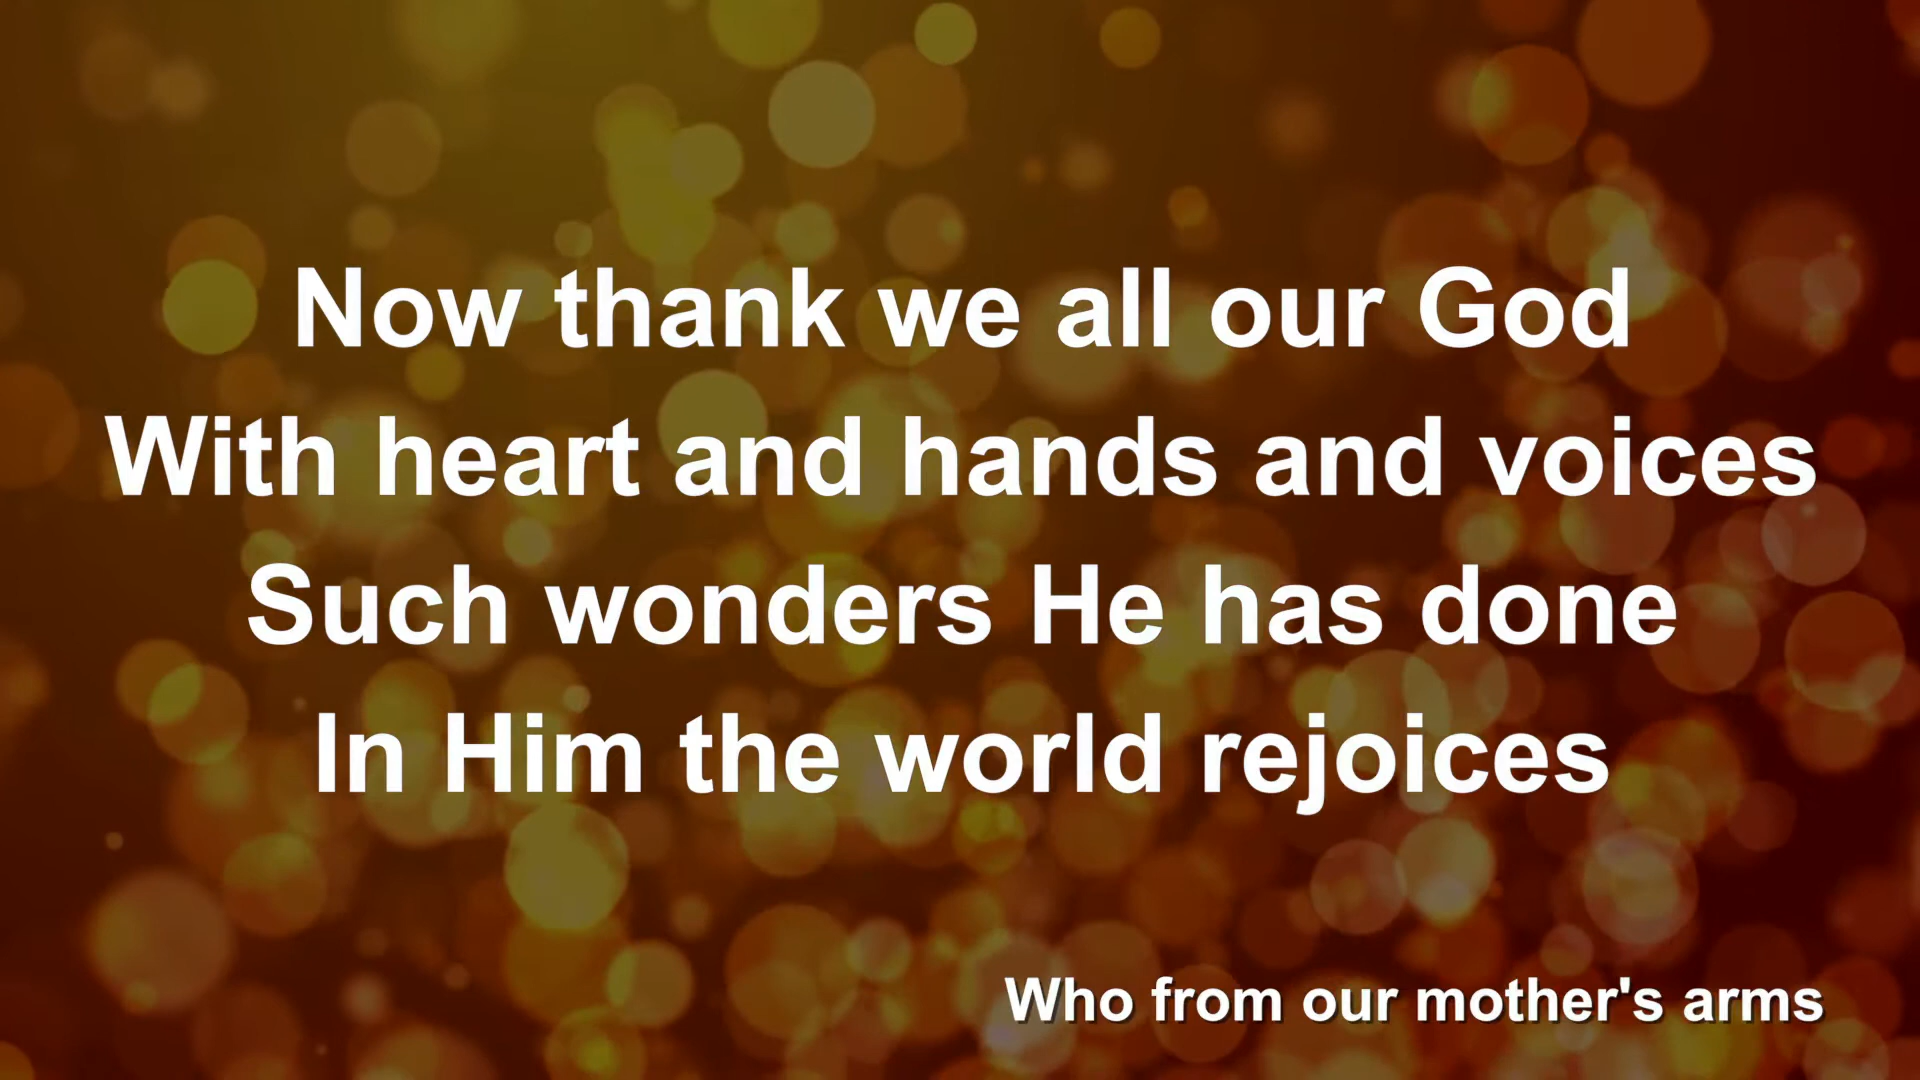 Now thank we all our God
With heart and hands and voices
Such wonders He has done
In Him the world rejoices
Who from our mother's arms